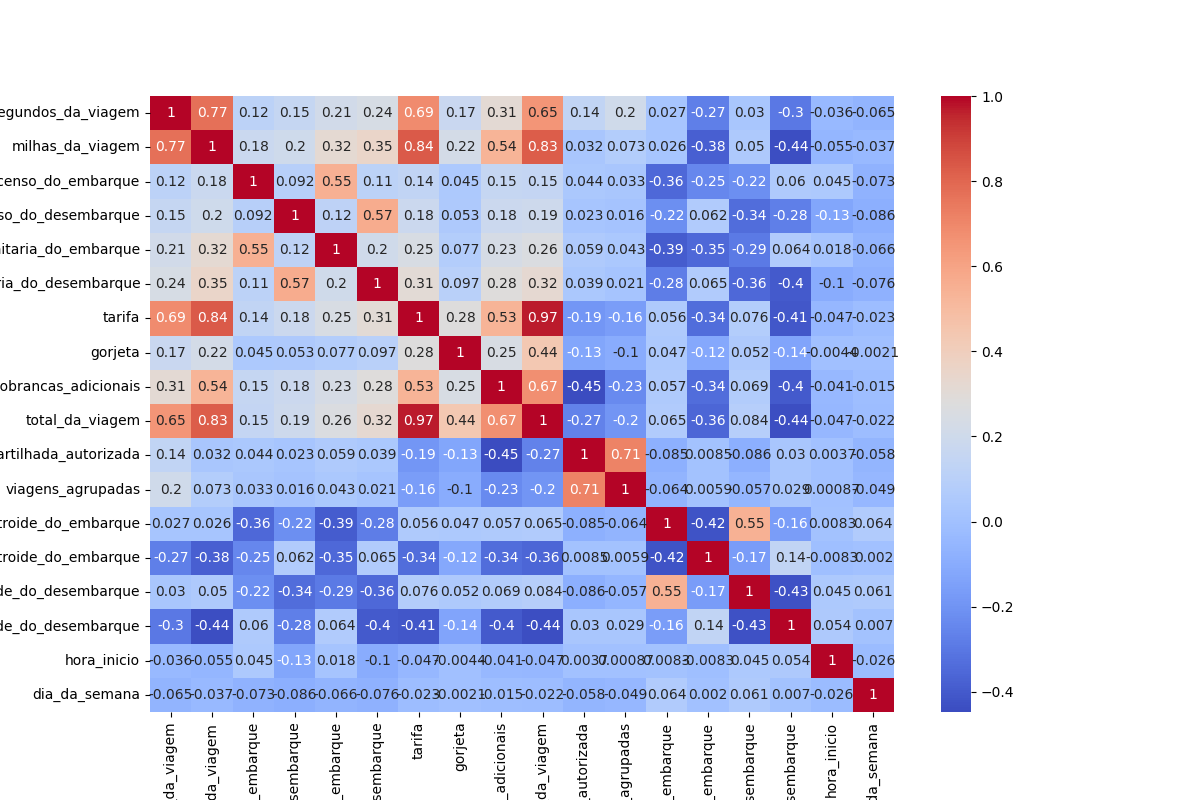 egundos_da_viagem 1 0.77 0.12 0.15 0.21 0.24 0.69 0.17 0.31 0.65 0.14 0.2 0.027 -0.27 0.03 -0.3 -0.036 -0.065
milhas_da_viagem 0.77 1 0.18 0.2 0.32 0.35 0.84 0.22 0.54 0.83 0.032 0.073 0.026 -0.38 0.05 -0.44 -0.055 -0.037
censo_do_embarque 0.12 0.18 1 0.092 0.55 0.11 0.14 0.045 0.15 0.15 0.044 0.033 -0.36 -0.25 -0.22 0.06 0.045 -0.073
so_do_desembarque 0.15 0.2 0.092 1 0.12 0.57 0.18 0.053 0.18 0.19 0.023 0.016 -0.22 0.062 -0.34 -0.28 -0.13 -0.086
nitaria_do_embarque 0.21 0.32 0.55 0.12 1 0.2 0.25 0.077 0.23 0.26 0.059 0.043 -0.39 -0.35 -0.29 0.064 0.018 -0.066
ria_do_desembarque 0.24 0.35 0.11 0.57 0.2 1 0.31 0.097 0.28 0.32 0.039 0.021 -0.28 0.065 -0.36 -0.4 -0.1 -0.076
tarifa 0.69 0.84 0.14 0.18 0.25 0.31 1 0.28 0.53 0.97 -0.19 -0.16 0.056 -0.34 0.076 -0.41 -0.047 -0.023
gorjeta 0.17 0.22 0.045 0.053 0.077 0.097 0.28 1 0.25 0.44 -0.13 -0.1 0.047 -0.12 0.052 -0.14 -0.0044 -0.0021
obrancas_adicionais 0.31 0.54 0.15 0.18 0.23 0.28 0.53 0.25 1 0.67 -0.45 -0.23 0.057 -0.34 0.069 -0.4 -0.041 -0.015
total_da_viagem 0.65 0.83 0.15 0.19 0.26 0.32 0.97 0.44 0.67 1 -0.27 -0.2 0.065 -0.36 0.084 -0.44 -0.047 -0.022
artilhada_autorizada 0.14 0.032 0.044 0.023 0.059 0.039 -0.19 -0.13 -0.45 -0.27 1 0.71 -0.085 0.0085 -0.086 0.03 0.0037 -0.058
viagens_agrupadas 0.2 0.073 0.033 0.016 0.043 0.021 -0.16 -0.1 -0.23 -0.2 0.71 1 -0.064 0.0059 -0.057 0.029 0.00087 -0.049
troide_do_embarque 0.027 0.026 -0.36 -0.22 -0.39 -0.28 0.056 0.047 0.057 0.065 -0.085 -0.064 1 -0.42 0.55 -0.16 0.0083 0.064
troide_do_embarque -0.27 -0.38 -0.25 0.062 -0.35 0.065 -0.34 -0.12 -0.34 -0.36 0.0085 0.0059 -0.42 1 -0.17 0.14 -0.0083 0.002
de_do_desembarque 0.03 0.05 -0.22 -0.34 -0.29 -0.36 0.076 0.052 0.069 0.084 -0.086 -0.057 0.55 -0.17 1 -0.43 0.045 0.061
de_do_desembarque -0.3 -0.44 0.06 -0.28 0.064 -0.4 -0.41 -0.14 -0.4 -0.44 0.03 0.029 -0.16 0.14 -0.43 1 0.054 0.007
hora_inicio -0.036 -0.055 0.045 -0.13 0.018 -0.1 -0.047 -0.0044 -0.041 -0.047 0.0037 0.00087 0.0083 -0.0083 0.045 0.054 1 -0.026
dia_da_semana -0.065 -0.037 -0.073 -0.086 -0.066 -0.076 -0.023 -0.0021 -0.015 -0.022 -0.058 -0.049 0.064 0.002 0.061 0.007 -0.026 1
_da_viagem
da_viagem
_embarque
sembarque
_embarque
sembarque
tarifa
gorjeta
_adicionais
da_viagem
_autorizada
_agrupadas
_embarque
_embarque
sembarque
sembarque
hora_inicio
da_semana
1.0
0.8
0.6
0.4
0.2
0.0
−0.2
−0.4